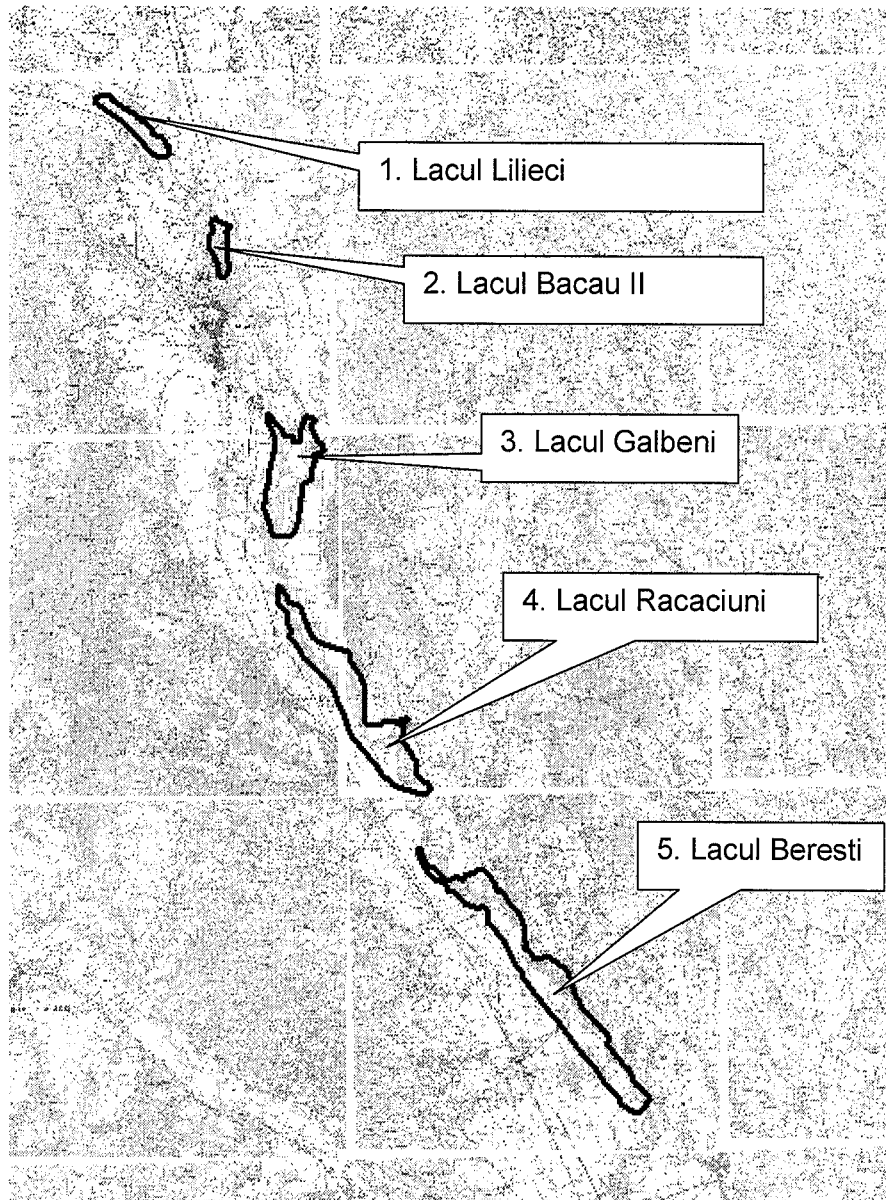 1. Lacul Lilieci
2. Lacul Bacau II
3. Lacul Galbeni
4. Lacul Racaciuni
5. Lacul Beresti